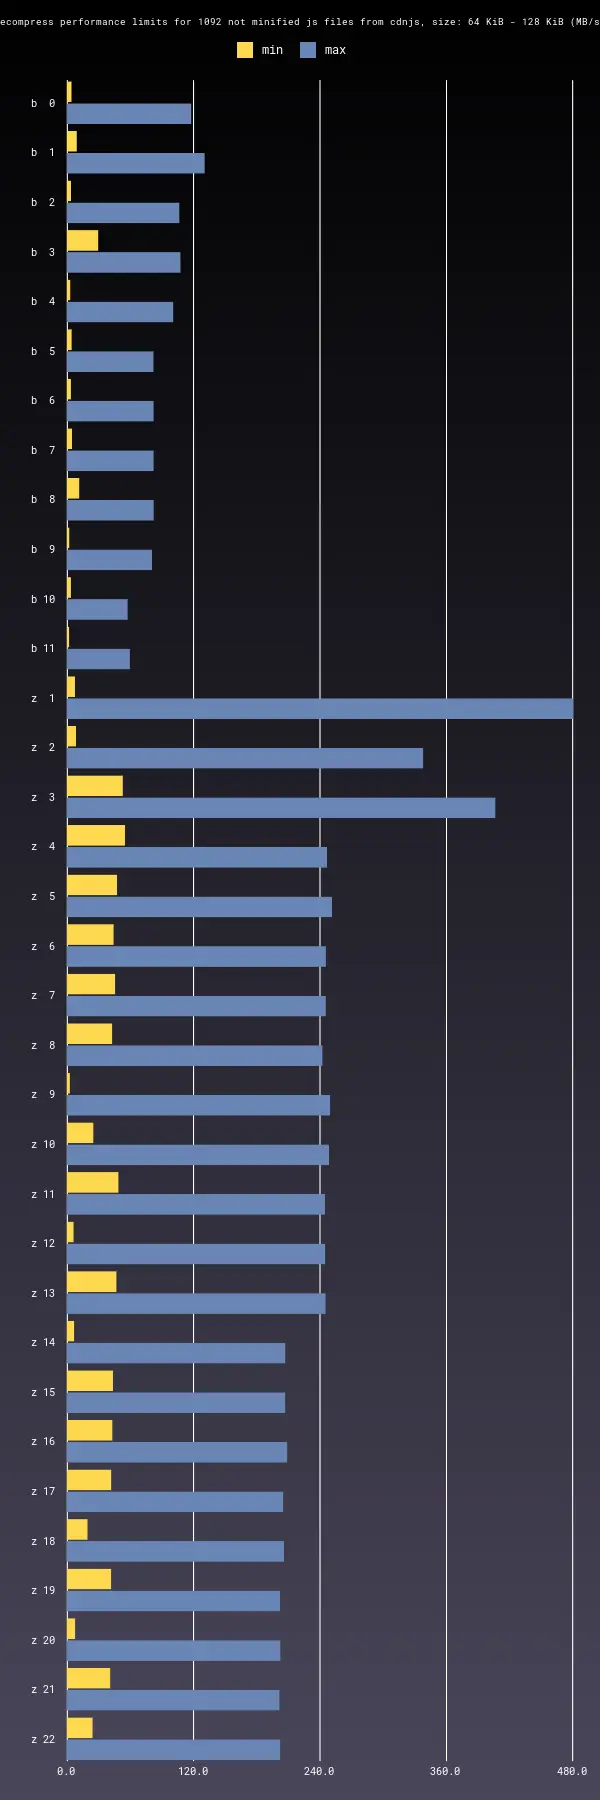 ecompress performance limits for 1092 not minified js files from cdnjs, size: 64 KiB - 128 KiB (MB/s
min max
b 0
b 1
b 2
b 3
b 4
b 5
b 6
b 7
b 8
b 9
b 10
b 11
z 1
z 2
z 3
z 4
z 5
z 6
z 7
z 8
z 9
z 10
z 11
z 12
z 13
z 14
z 15
z 16
z 17
z 18
z 19
z 20
z 21
z 22
0.0 120.0 240.0 360.0 480.0